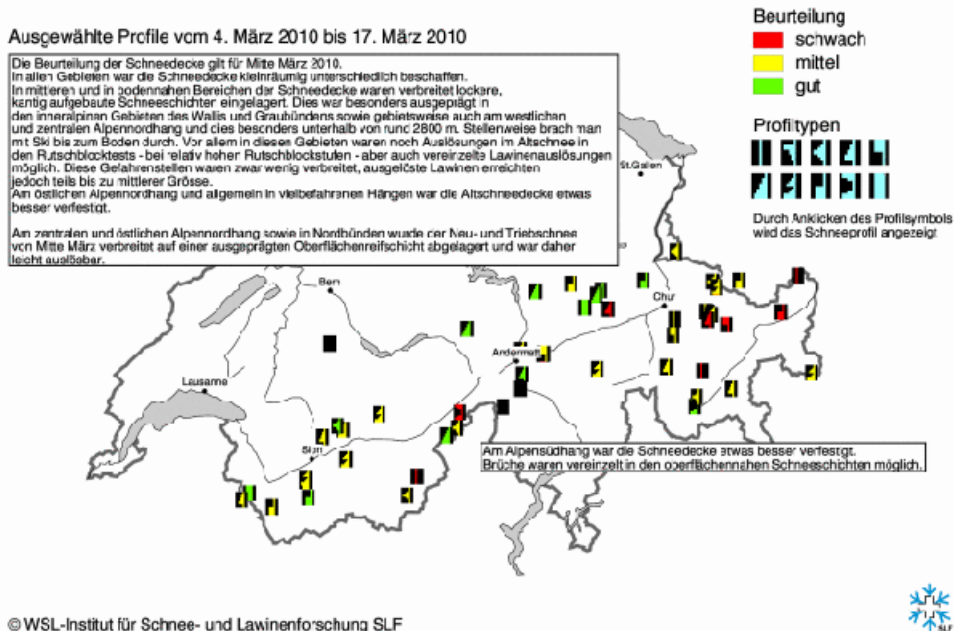 Ausgewählte Profile vom 4. März 2010 bis 17. März 2010
Die Beurteilung der Schneedecke gilt für Mitte März 2010.
In allen Gebieten war die Schneedecke kleinräumig unterschiedlich beschaffen.
In mittleren und in bodennahen Bereichen der Schneedecke waren verbreitet lockere,
kantig aufgebaute Schneeschichten eingelagert. Dies war besonders ausgeprägt in
den inneralpinen Gebieten des Wallis und Graubündens sowie gebietsweise auch am westlichen
und zentralen Alpennordhang und dies besonders unterhalb von rund 2800 m. Stellenweise brach man
mit Ski bis zum Boden durch. Vor allem in diesen Gebieten waren noch Auslösungen im Altschnee in
den Rutschblocktests - bei relativ hoher Rutschblockstufen - aber auch vereinzelte Lawinenauslösungen
möglich. Diese Gefahrenstellen waren zwar wenig verbreitet, ausgelöste Lawinen erreichten
jedoch teils bis zu mittlerer Grösse.
Am östlichen Alpennordhang und allgemein in vielbefahrenen Hängen war die Altschneedecke etwas
besser verfestigt.
Am zentralen und östlichen Alpennordhang sowie in Nordbünden wurde der Neu- und Triebschnee
von Mitte März verbreitet auf einer ausgeprägten Oberflächenreifschicht abgelagert und war daher
leicht auslösbar.
Beurteilung
schwach
mittel
gut
Profiltypen
Durch Anklicken des Profilsymbols
wird das Schneeprofil angezeigt
St.Gallen
Bern
Chur
Andermatt
Lausanne
Sion
Am Alpensüdhang war die Schneedecke etwas besser verfestigt.
Brüche waren vereinzelt in den oberflächennahen Schneeschichten möglich.
© WSL-Institut für Schnee- und Lawinenforschung SLF
SLF